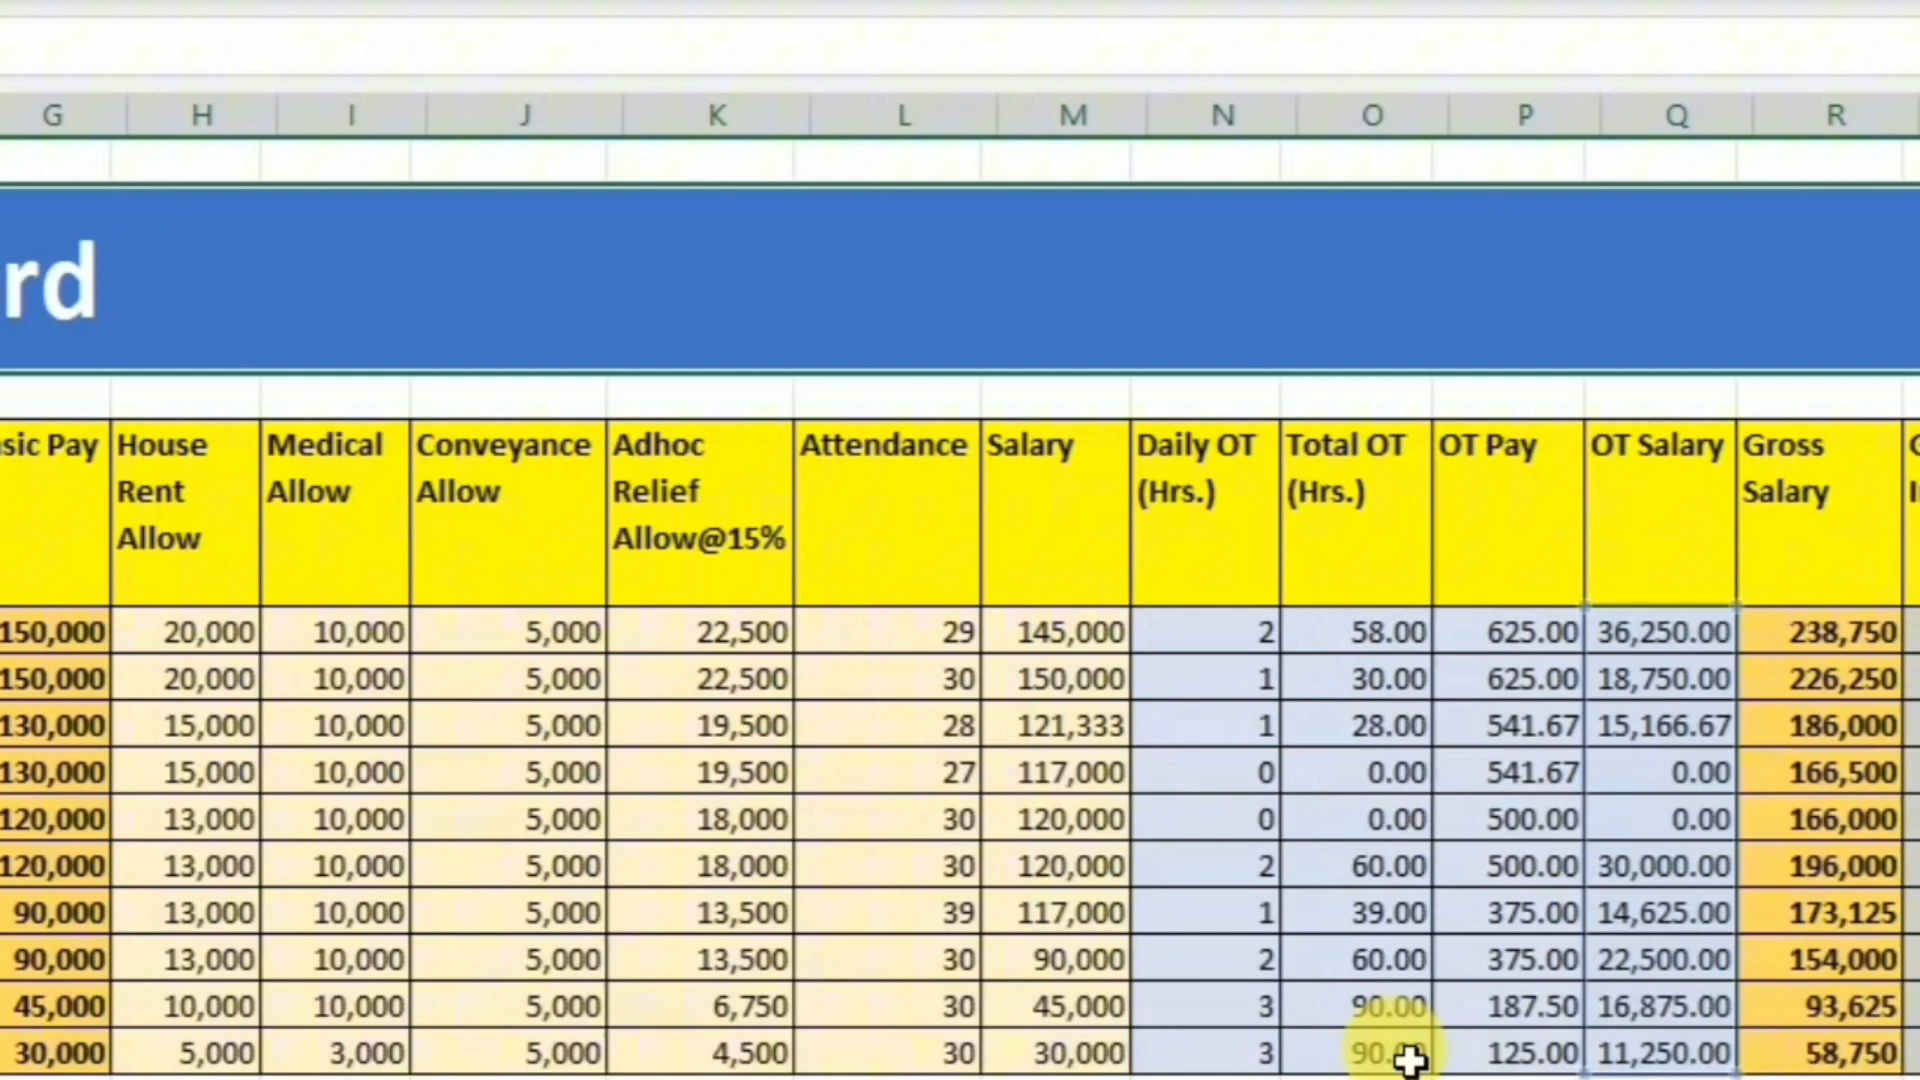 G H I J K L M N O P Q R
rd
sic Pay House Rent Allow Medical Allow Conveyance Allow Adhoc Relief Allow@15% Attendance Salary Daily OT (Hrs.) Total OT (Hrs.) OT Pay OT Salary Gross Salary
150,000 20,000 10,000 5,000 22,500 29 145,000 2 58.00 625.00 36,250.00 238,750
150,000 20,000 10,000 5,000 22,500 30 150,000 1 30.00 625.00 18,750.00 226,250
130,000 15,000 10,000 5,000 19,500 28 121,333 1 28.00 541.67 15,166.67 186,000
130,000 15,000 10,000 5,000 19,500 27 117,000 0 0.00 541.67 0.00 166,500
120,000 13,000 10,000 5,000 18,000 30 120,000 0 0.00 500.00 0.00 166,000
120,000 13,000 10,000 5,000 18,000 30 120,000 2 60.00 500.00 30,000.00 196,000
90,000 13,000 10,000 5,000 13,500 39 117,000 1 39.00 375.00 14,625.00 173,125
90,000 13,000 10,000 5,000 13,500 30 90,000 2 60.00 375.00 22,500.00 154,000
45,000 10,000 10,000 5,000 6,750 30 45,000 3 90.00 187.50 16,875.00 93,625
30,000 5,000 3,000 5,000 4,500 30 30,000 3 90. 125.00 11,250.00 58,750